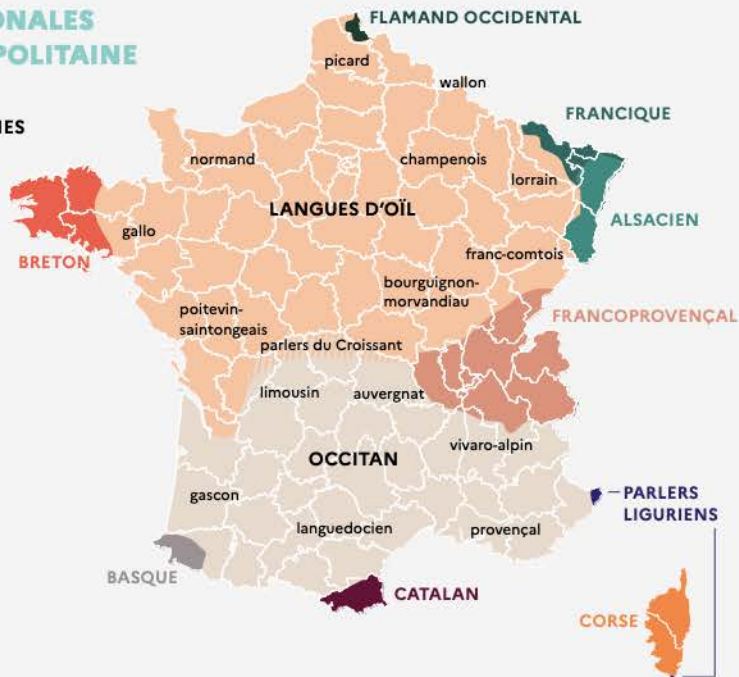 ONALES
POLITAINE
FLAMAND OCCIDENTAL
picard
wallon
IES
FRANCIQUE
normand
champenois
lorrain
LANGUES D'OÏL
ALSACIEN
gallo
franc-comtois
BRETON
bourguignon-
morvandiau
poitevin-
saintongeais
FRANCOPROVENÇAL
parlers du Croissant
limousin
auvergnat
vivaro-alpin
OCCITAN
gascon
PARLERS
LIGURIENS
languedocien
provençal
BASQUE
CATALAN
CORSE